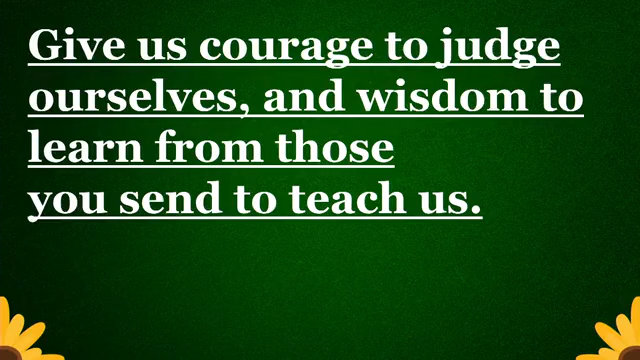 Give us courage to judge
ourselves, and wisdom to
learn from those
you send to teach us.